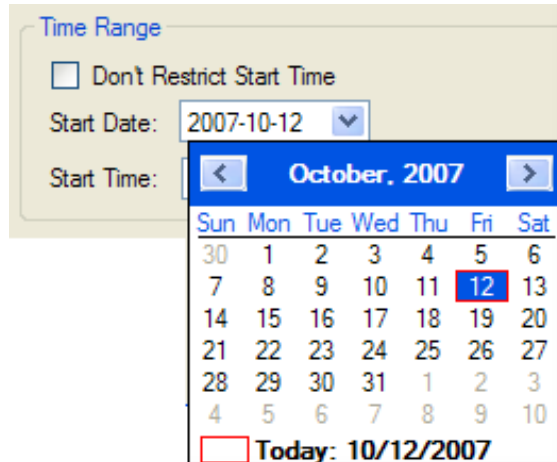 Time Range
Don't Restrict Start Time
Start Date: 2007-10-12
Start Time:
October, 2007
Sun Mon Tue Wed Thu Fri Sat
30 1 2 3 4 5 6
7 8 9 10 11 12 13
14 15 16 17 18 19 20
21 22 23 24 25 26 27
28 29 30 31 1 2 3
4 5 6 7 8 9 10
Today: 10/12/2007